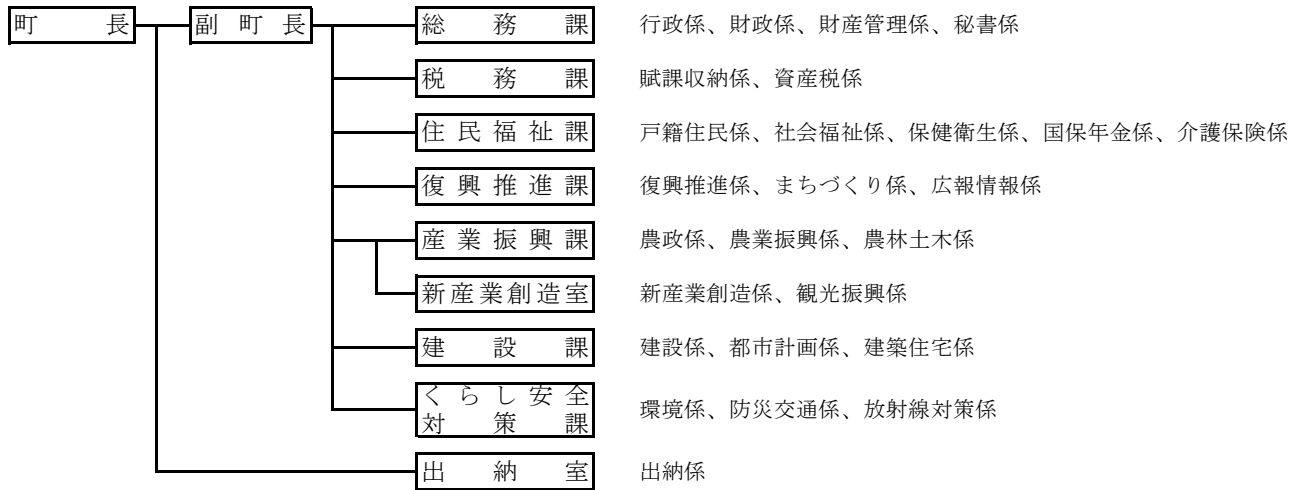 町長 副町長 総務課 行政係、財政係、財産管理係、秘書係
税務課 賦課収納係、資産税係
住民福祉課 戸籍住民係、社会福祉係、保健衛生係、国保年金係、介護保険係
復興推進課 復興推進係、まちづくり係、広報情報係
産業振興課 農政係、農業振興係、農林土木係
新産業創造室 新産業創造係、観光振興係
建設課 建設係、都市計画係、建築住宅係
くらし安全
対策課 環境係、防災交通係、放射線対策係
出納室 出納係